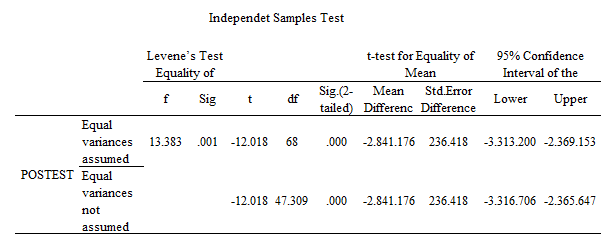 Independet Samples Test
Levene's Test t-test for Equality of 95% Confidence
Equality of Mean Interval of the
f Sig t df Sig.(2- Mean Std.Error Lower Upper
tailed) Differenc Difference
Equal
variances 13.383 .001 -12.018 68 .000 -2.841.176 236.418 -3.313.200 -2.369.153
assumed
POSTEST Equal
variances -12.018 47.309 .000 -2.841.176 236.418 -3.316.706 -2.365.647
not
assumed